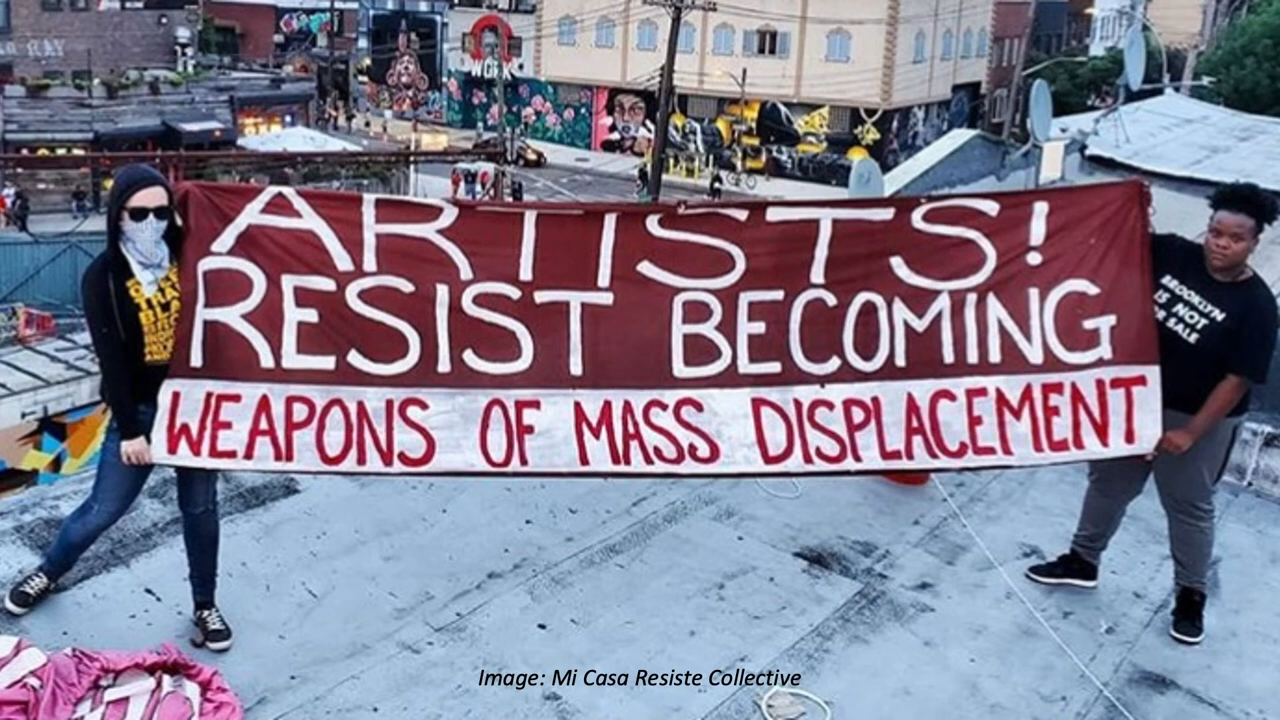 WORK
ARTISTS!
RESIST BECOMING
WEAPONS OF MASS DISPLACEMENT
BROOKLYN
IS NOT
FOR SALE
Image: Mi Casa Resiste Collective